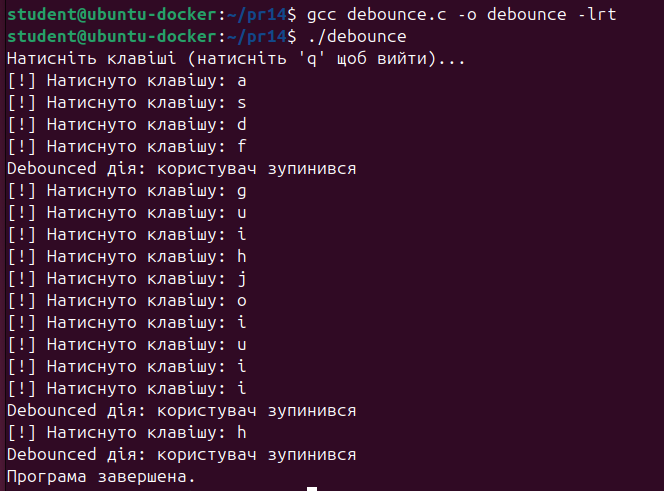 student@ubuntu-docker:~/pr14$ gcc debounce.c -o debounce -lrt
student@ubuntu-docker:~/pr14$ ./debounce
Натисніть клавіші (натисніть 'q' щоб вийти)...
[!] Натиснуто клавішу: a
[!] Натиснуто клавішу: s
[!] Натиснуто клавішу: d
[!] Натиснуто клавішу: f
Debounced дія: користувач зупинився
[!] Натиснуто клавішу: g
[!] Натиснуто клавішу: u
[!] Натиснуто клавішу: i
[!] Натиснуто клавішу: h
[!] Натиснуто клавішу: j
[!] Натиснуто клавішу: o
[!] Натиснуто клавішу: i
[!] Натиснуто клавішу: u
[!] Натиснуто клавішу: i
[!] Натиснуто клавішу: i
Debounced дія: користувач зупинився
[!] Натиснуто клавішу: h
Debounced дія: користувач зупинився
Програма завершена.